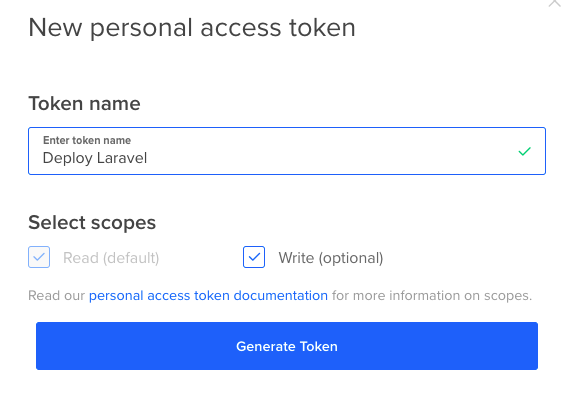 New personal access token
Token name
Enter token name
Deploy Laravel
Select scopes
Read (default) Write (optional)
Read our personal access token documentation for more information on scopes.
Generate Token